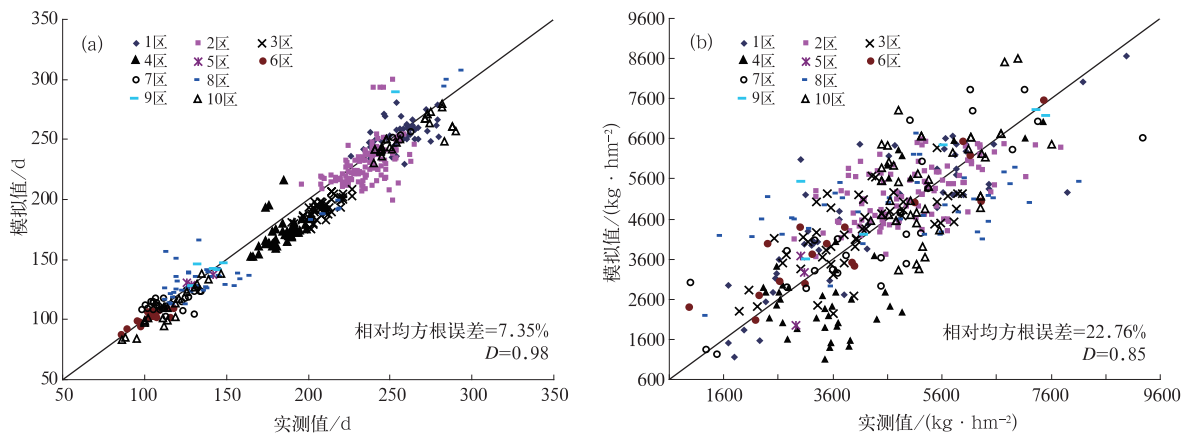 (a)
1区 2区 3区
4区 5区 6区
7区 8区
9区 10区
350
300
250
200
150
100
50
模拟值/d
相对均方根误差=7.35%
D=0.98
50 100 150 200 250 300 350
实测值/d
(b)
1区 2区 3区
4区 5区 6区
7区 8区
9区 10区
9600
8600
7600
6600
5600
4600
3600
2600
1600
600
模拟值/(kg·hm⁻²)
相对均方根误差=22.76%
D=0.85
1600 3600 5600 7600 9600
实测值/(kg·hm⁻²)